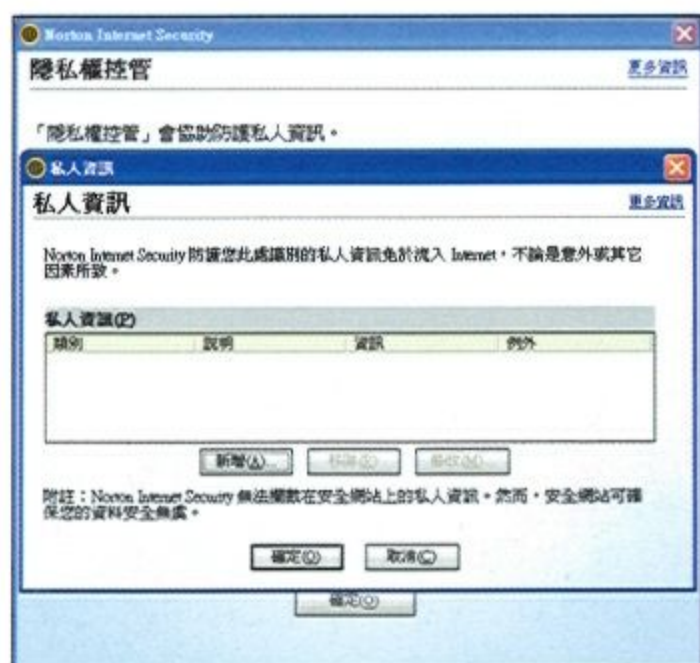 Norton Internet Security
隱私權控管
更多資訊
「隱私權控管」會協助防護私人資訊。
私人資訊
私人資訊
更多資訊
Norton Internet Security 防護您此處識別的私人資訊免於流入 Internet,不論是意外或其它
因素所致。
私人資訊(P)
類別 說明 資訊 例外
新增(A)... 移除(R) 修改(M)...
附註:Norton Internet Security 無法攔截在安全網站上的私人資訊。然而,安全網站可確
保您的資料安全無虞。
確定(O) 取消(C)
確定(O)